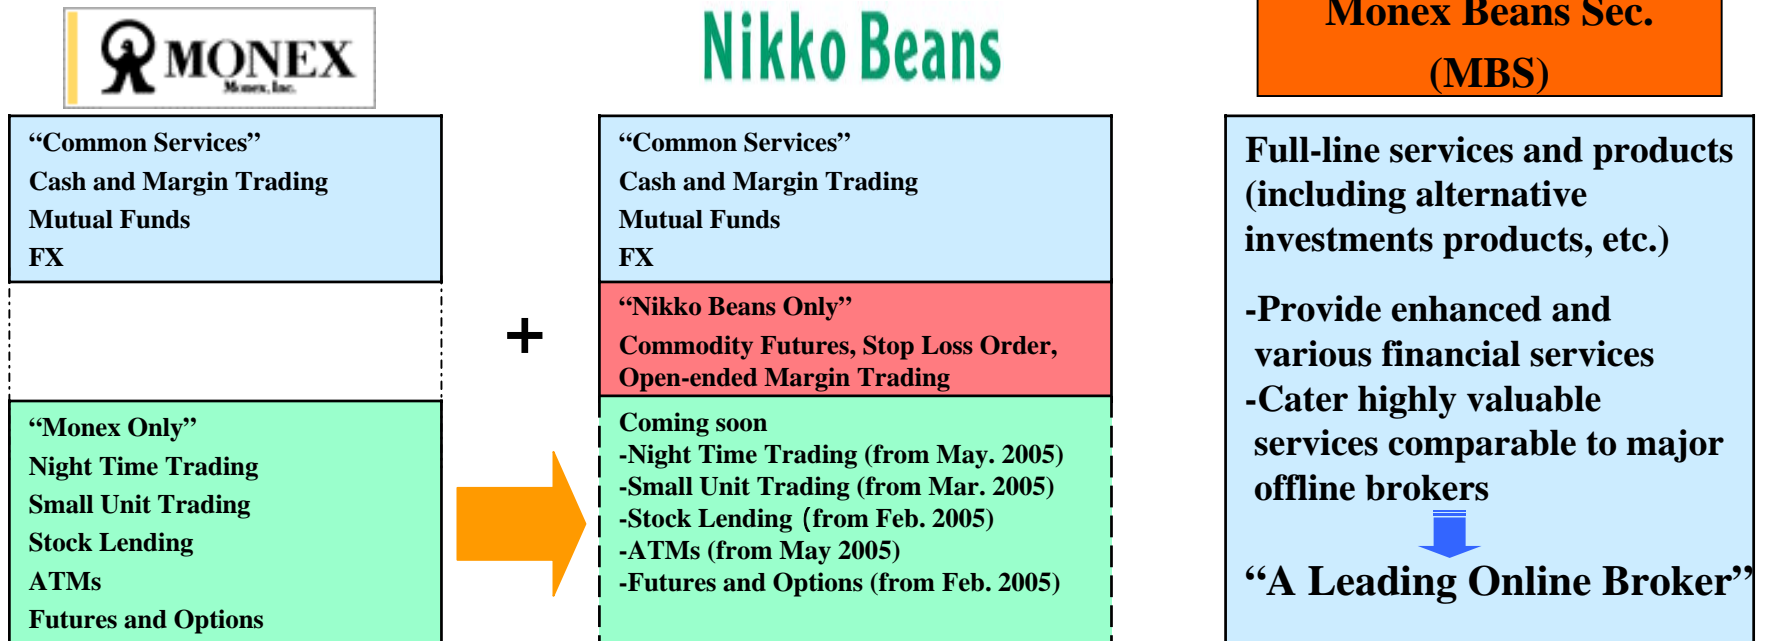 MONEX
Monex, Inc.
“Common Services”
Cash and Margin Trading
Mutual Funds
FX
“Monex Only”
Night Time Trading
Small Unit Trading
Stock Lending
ATMs
Futures and Options
+
Nikko Beans
“Common Services”
Cash and Margin Trading
Mutual Funds
FX
“Nikko Beans Only”
Commodity Futures, Stop Loss Order,
Open-ended Margin Trading
Coming soon
-Night Time Trading (from May. 2005)
-Small Unit Trading (from Mar. 2005)
-Stock Lending (from Feb. 2005)
-ATMs (from May 2005)
-Futures and Options (from Feb. 2005)
Monex Beans Sec.
(MBS)
Full-line services and products
(including alternative
investments products, etc.)
-Provide enhanced and
various financial services
-Cater highly valuable
services comparable to major
offline brokers
“A Leading Online Broker”